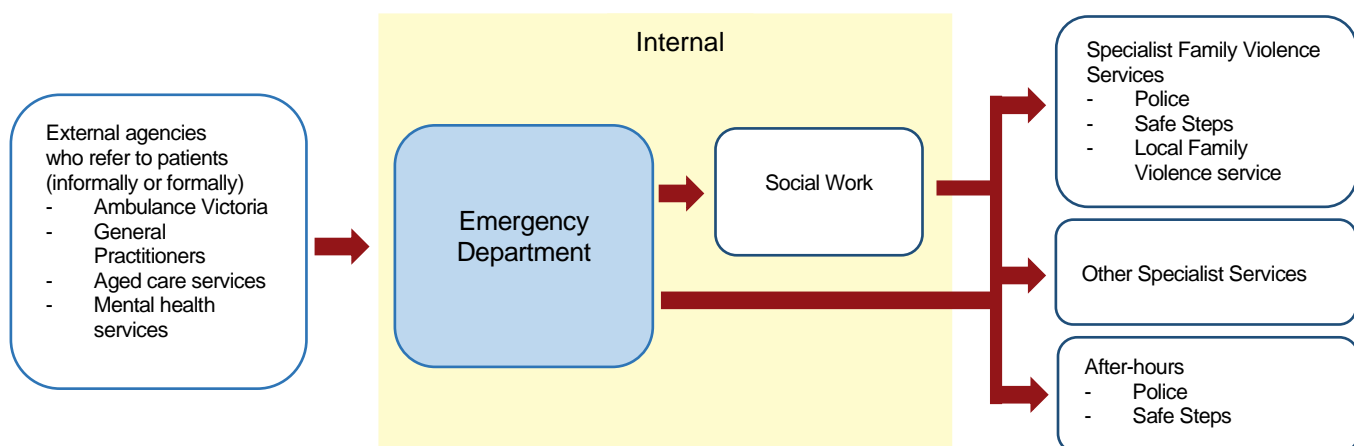 Internal
External agencies
who refer to patients
(informally or formally)
- Ambulance Victoria
- General
Practitioners
- Aged care services
- Mental health
services
Emergency
Department
Social Work
Specialist Family Violence
Services
- Police
- Safe Steps
- Local Family
Violence service
Other Specialist Services
After-hours
- Police
- Safe Steps